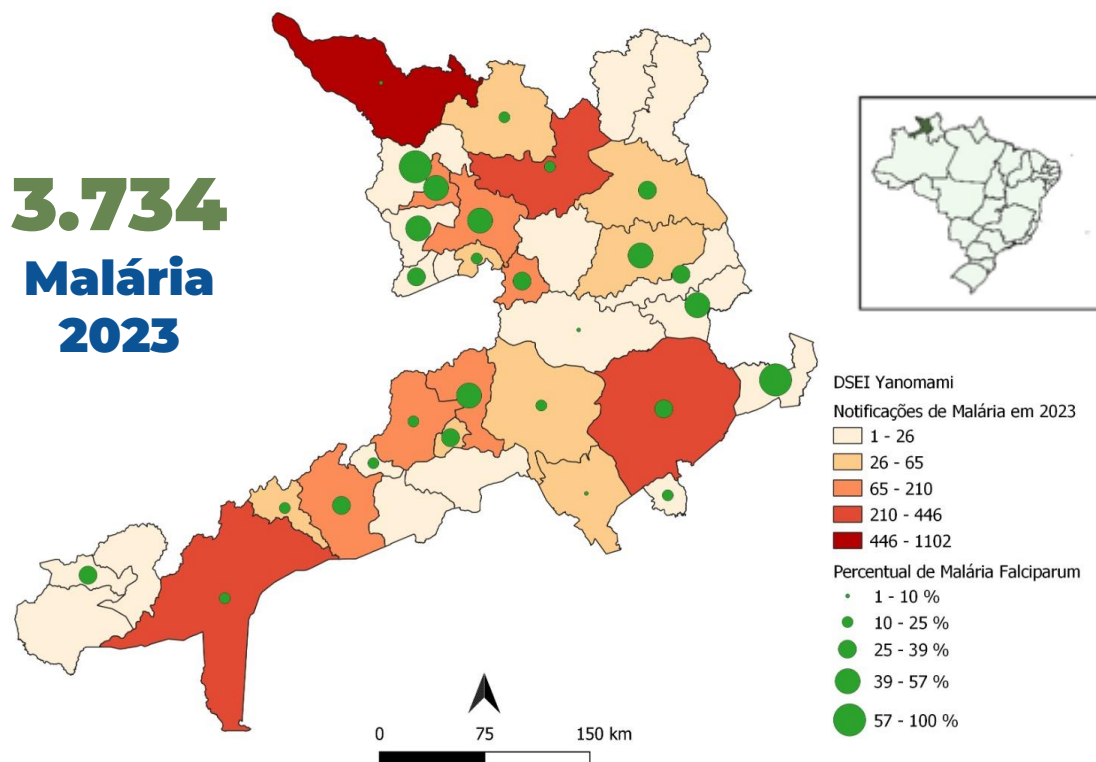 3.734
Malária
2023
DSEI Yanomami
Notificações de Malária em 2023
1 - 26
26 - 65
65 - 210
210 - 446
446 - 1102
Percentual de Malária Falciparum
1 - 10 %
10 - 25 %
25 - 39 %
39 - 57 %
57 - 100 %
0 75 150 km